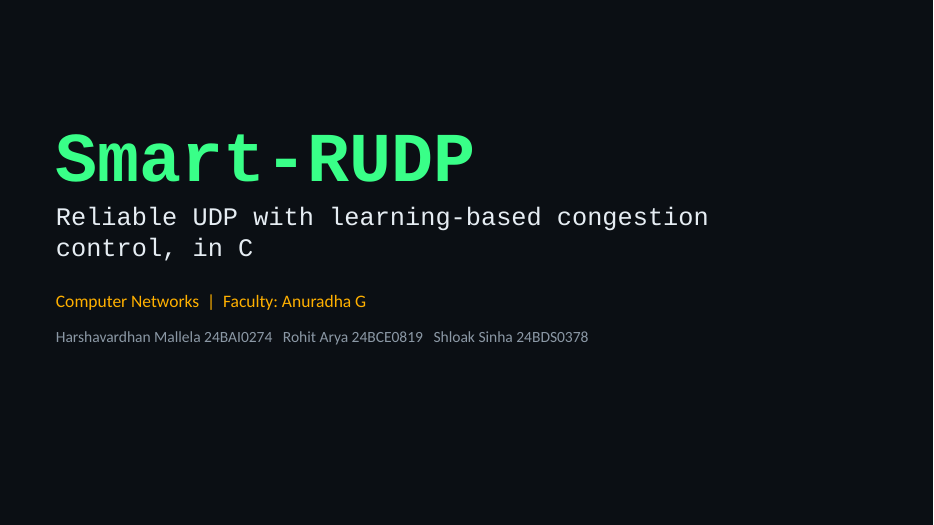 Smart-RUDP
Reliable UDP with learning-based congestion
control, in C
Computer Networks | Faculty: Anuradha G
Harshavardhan Mallela 24BAI0274 Rohit Arya 24BCE0819 Shloak Sinha 24BDS0378